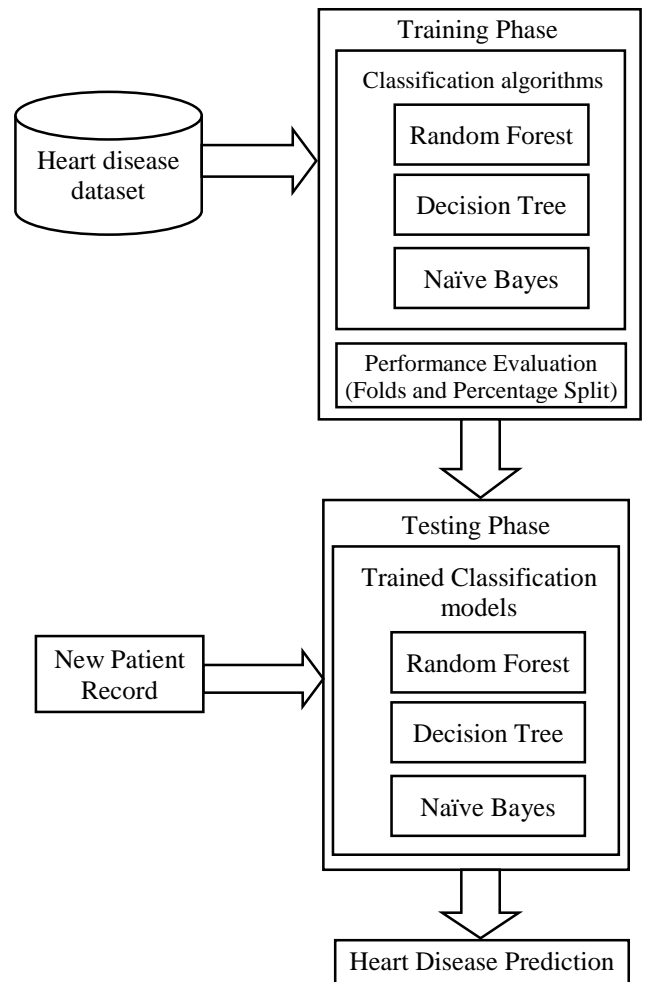 Training Phase
Classification algorithms
Random Forest
Decision Tree
Naïve Bayes
Performance Evaluation
(Folds and Percentage Split)
Heart disease
dataset
Testing Phase
Trained Classification
models
Random Forest
Decision Tree
Naïve Bayes
New Patient
Record
Heart Disease Prediction